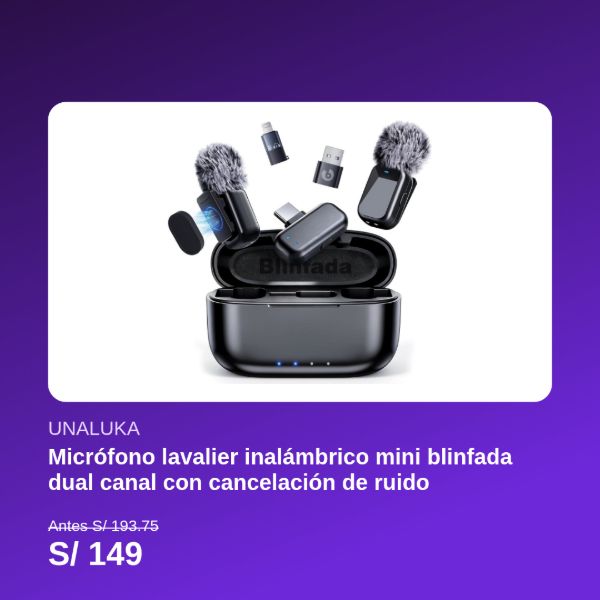 Blinfada
UNALUKA
Micrófono lavalier inalámbrico mini blinfada
dual canal con cancelación de ruido
Antes S/ 193.75
S/ 149